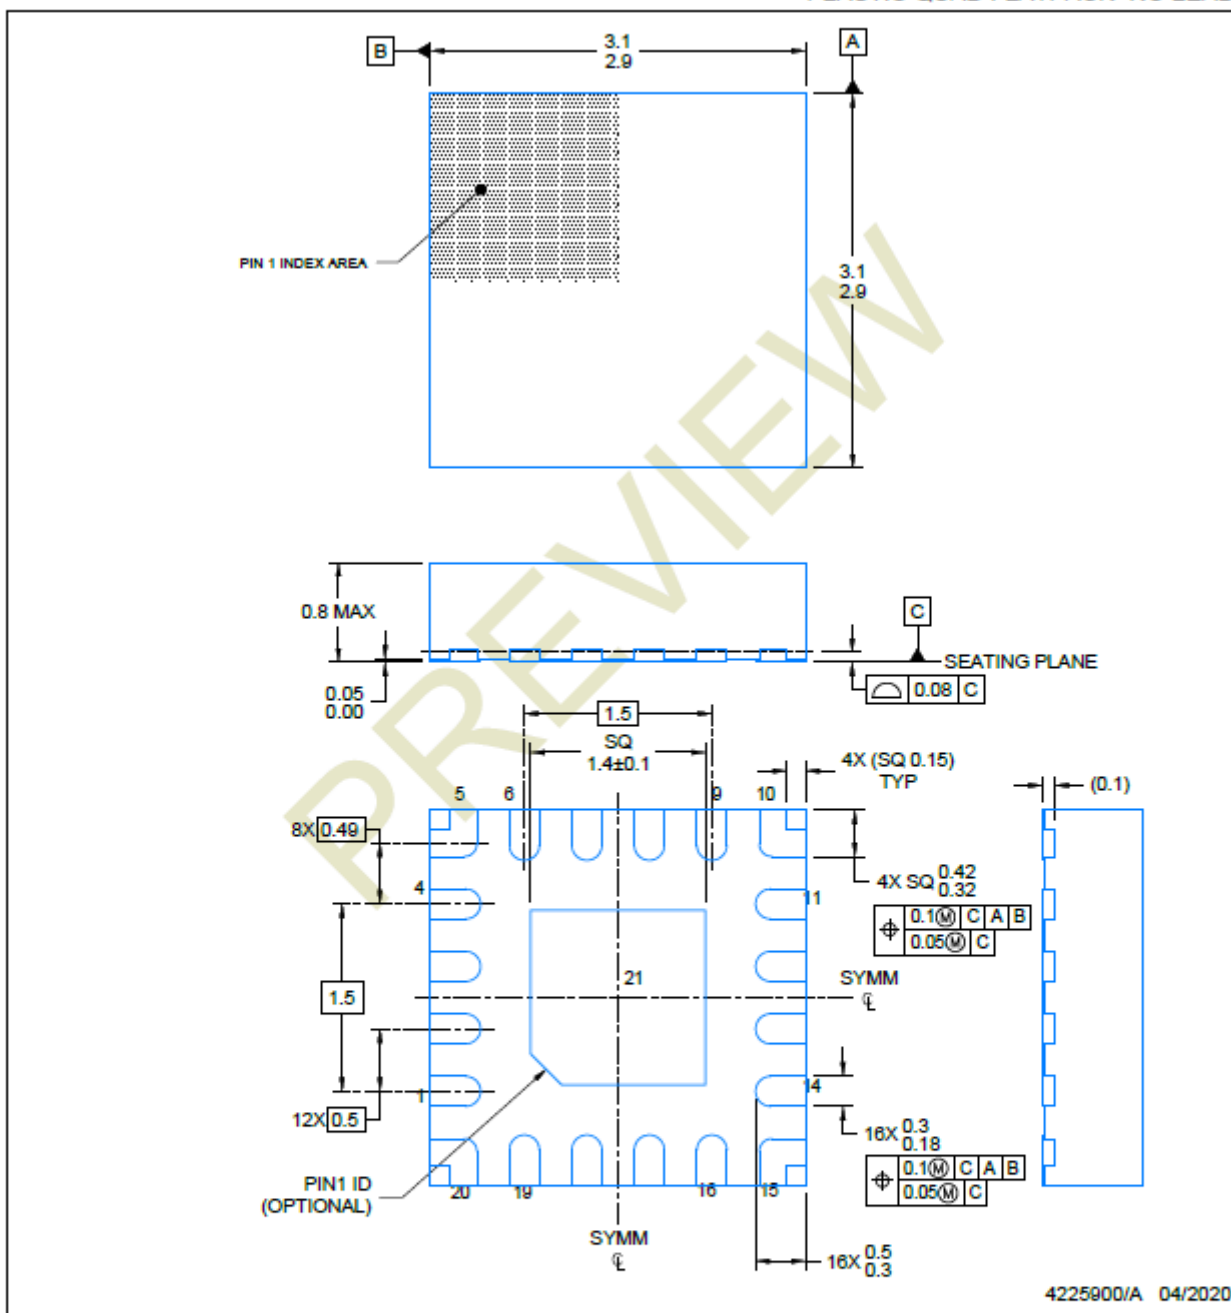 B
3.1
2.9
A
PIN 1 INDEX AREA
3.1
2.9
PREVIEW
0.8 MAX
C
SEATING PLANE
0.08 C
0.05
0.00
1.5
SQ
1.4±0.1
4X (SQ 0.15)
TYP
(0.1)
5 6 9 10
8X 0.49
4X SQ 0.42
0.32
4 11
0.1Ⓜ C A B
0.05Ⓜ C
21
SYMM
℄
1.5
1 14
12X 0.5
16X 0.3
0.18
0.1Ⓜ C A B
0.05Ⓜ C
PIN1 ID
(OPTIONAL)
20 19 16 15
SYMM
℄
16X 0.5
0.3
4225900/A 04/2020